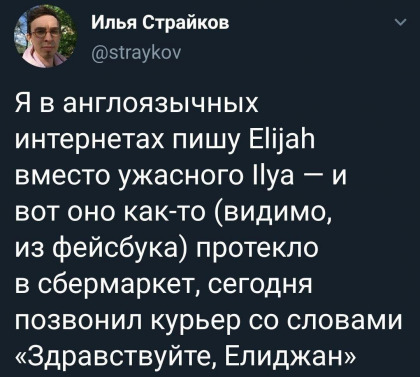 Илья Страйков
@straykov
Я в англоязычных
интернетах пишу Elijah
вместо ужасного Ilya — и
вот оно как-то (видимо,
из фейсбука) протекло
в сбермаркет, сегодня
позвонил курьер со словами
«Здравствуйте, Елиджан»